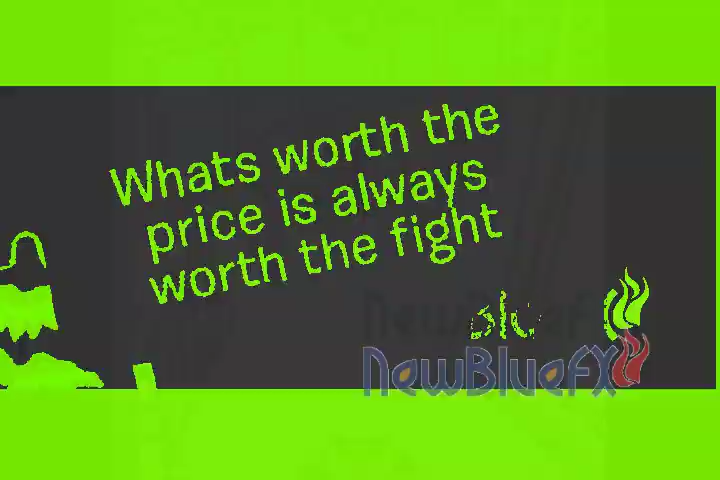 Whats worth the
price is always
worth the fight
NewBlueFX